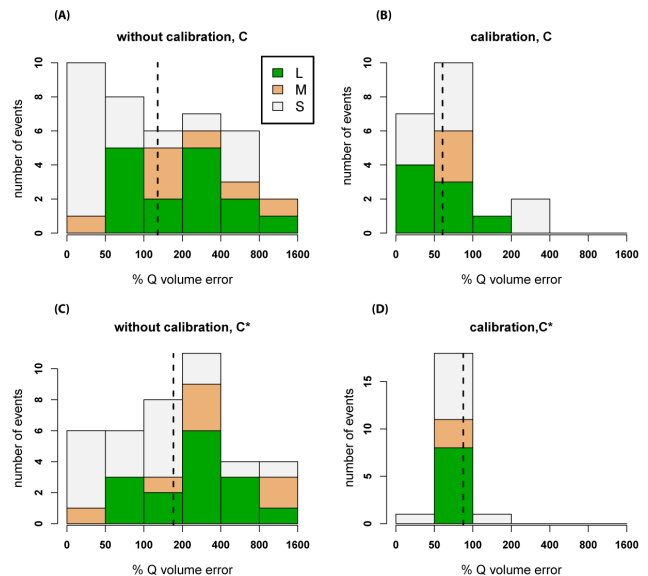 (A)
without calibration, C
number of events
10
8
6
4
2
0
L
M
S
0 50 100 200 400 800 1600
% Q volume error
(B)
calibration, C
number of events
10
8
6
4
2
0
0 50 100 200 400 800 1600
% Q volume error
(C)
without calibration, C*
number of events
10
8
6
4
2
0
0 50 100 200 400 800 1600
% Q volume error
(D)
calibration,C*
number of events
15
10
5
0
0 50 100 200 400 800 1600
% Q volume error